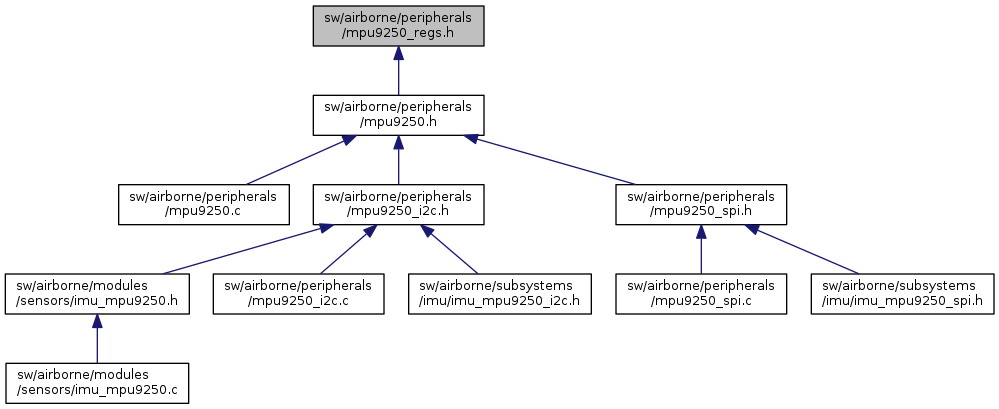 sw/airborne/peripherals
/mpu9250_regs.h
sw/airborne/peripherals
/mpu9250.h
sw/airborne/peripherals
/mpu9250.c
sw/airborne/peripherals
/mpu9250_i2c.h
sw/airborne/peripherals
/mpu9250_spi.h
sw/airborne/modules
/sensors/imu_mpu9250.h
sw/airborne/peripherals
/mpu9250_i2c.c
sw/airborne/subsystems
/imu/imu_mpu9250_i2c.h
sw/airborne/peripherals
/mpu9250_spi.c
sw/airborne/subsystems
/imu/imu_mpu9250_spi.h
sw/airborne/modules
/sensors/imu_mpu9250.c